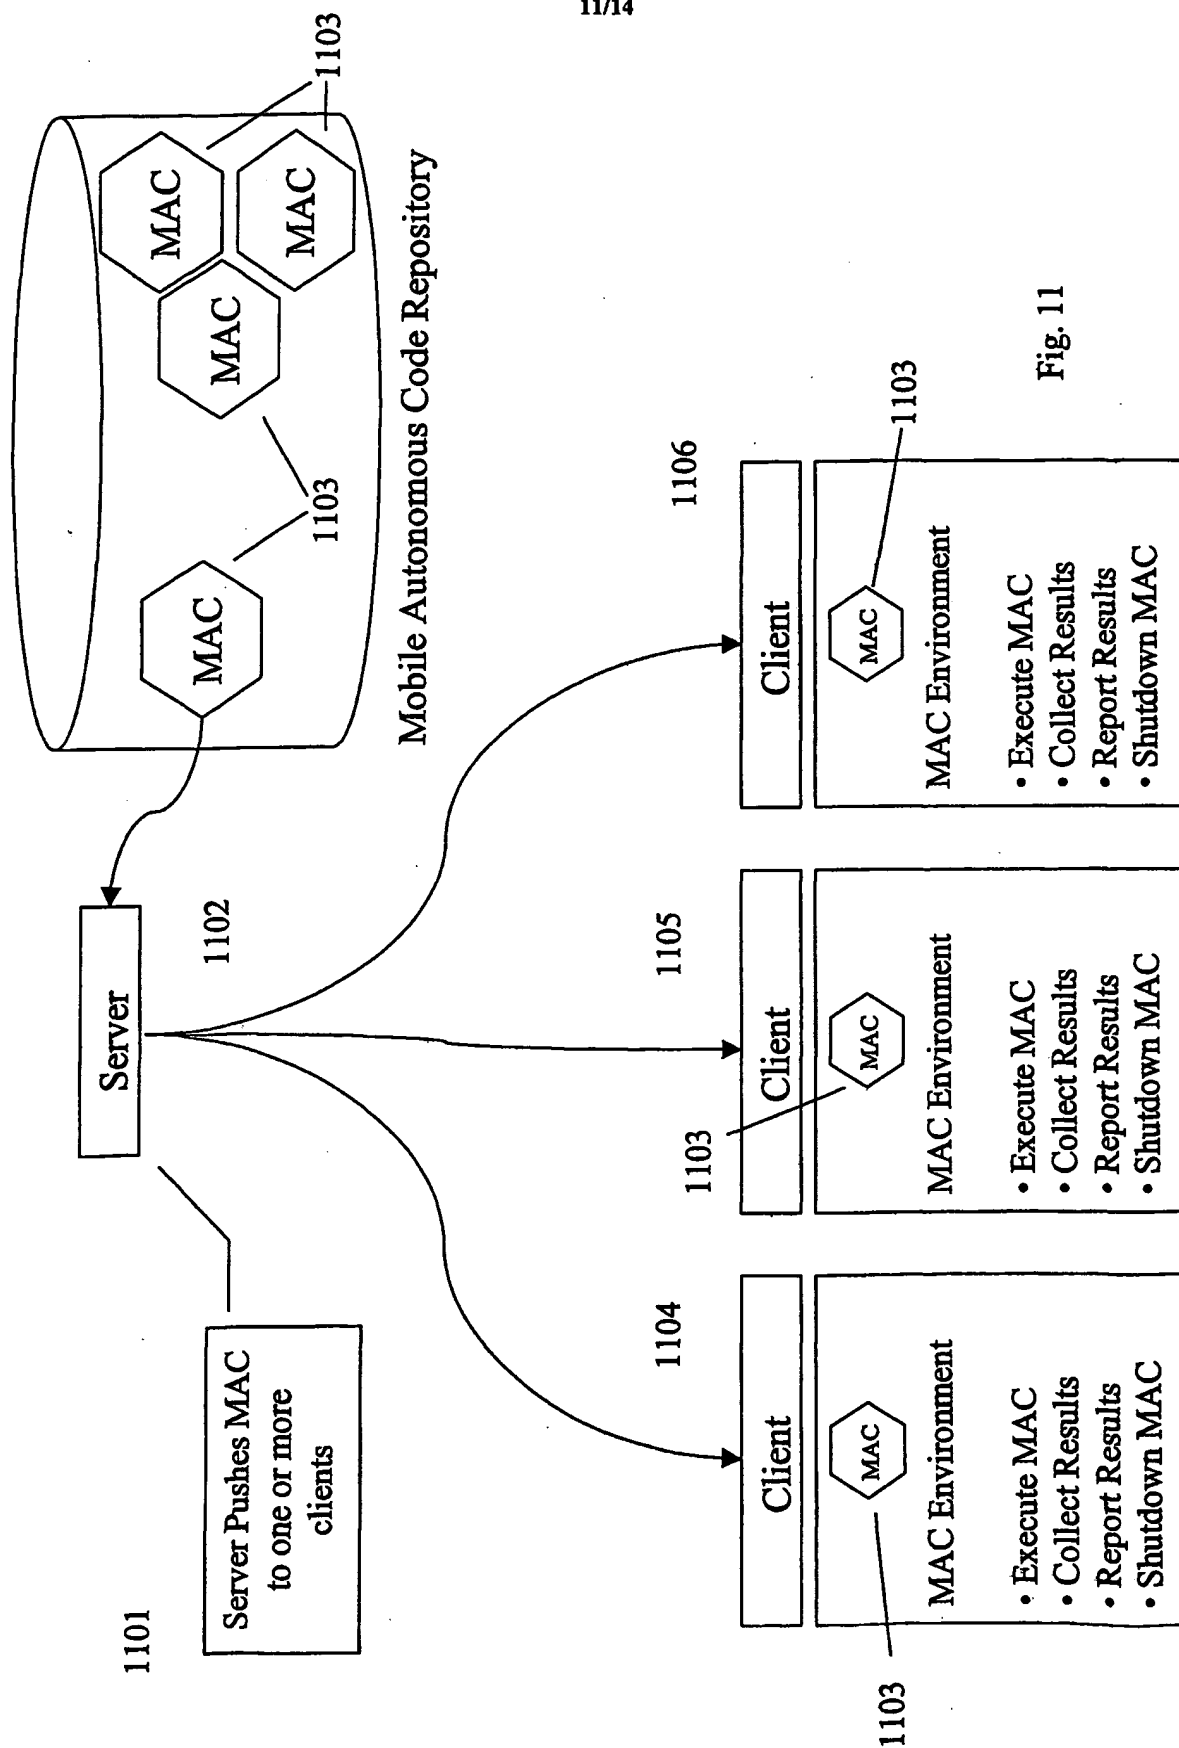 11/14
1101
Server Pushes MAC
to one or more
clients
Server
1102
MAC
1103
MAC
MAC
MAC
1103
Mobile Autonomous Code Repository
1104
Client
MAC
1103
MAC Environment
• Execute MAC
• Collect Results
• Report Results
• Shutdown MAC
1105
Client
1103
MAC
MAC Environment
• Execute MAC
• Collect Results
• Report Results
• Shutdown MAC
1106
Client
MAC
1103
MAC Environment
• Execute MAC
• Collect Results
• Report Results
• Shutdown MAC
Fig. 11